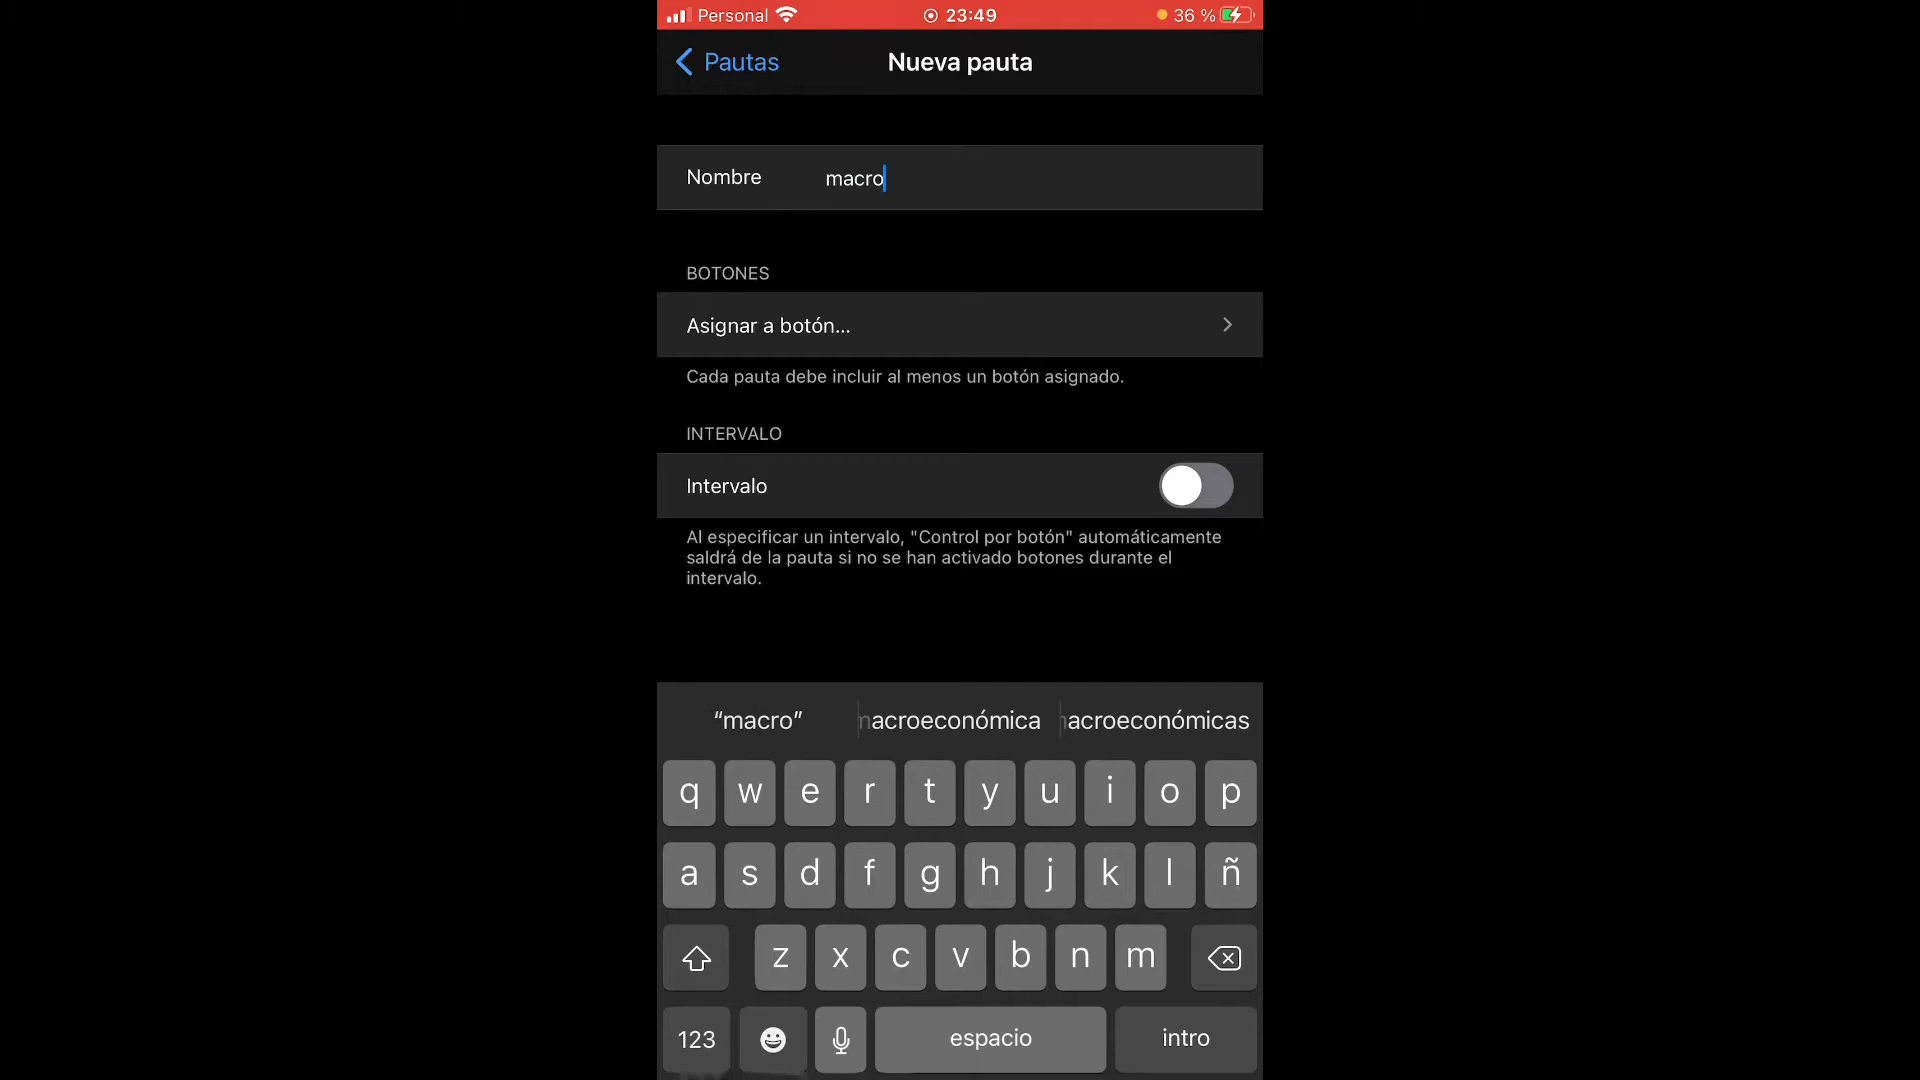 Personal 23:49 36 %
Pautas Nueva pauta
Nombre macro
BOTONES
Asignar a botón...
Cada pauta debe incluir al menos un botón asignado.
INTERVALO
Intervalo
Al especificar un intervalo, "Control por botón" automáticamente
saldrá de la pauta si no se han activado botones durante el
intervalo.
“macro” macroeconómica macroeconómicas
q w e r t y u i o p
a s d f g h j k l ñ
z x c v b n m
123 espacio intro